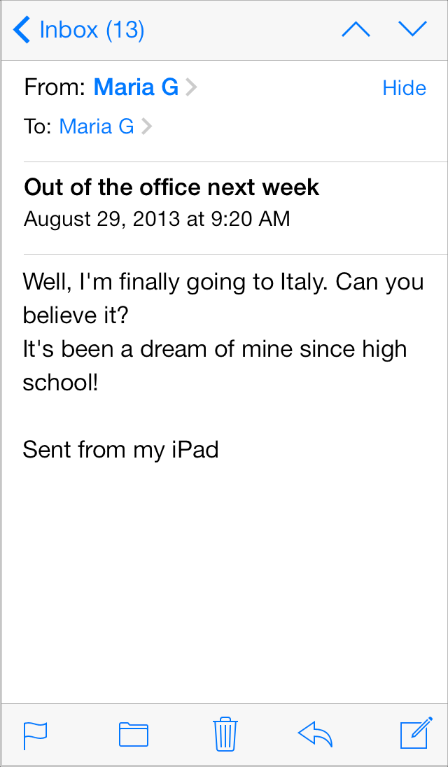 Inbox (13)
From: Maria G
Hide
To: Maria G
Out of the office next week
August 29, 2013 at 9:20 AM
Well, I'm finally going to Italy. Can you
believe it?
It's been a dream of mine since high
school!
Sent from my iPad